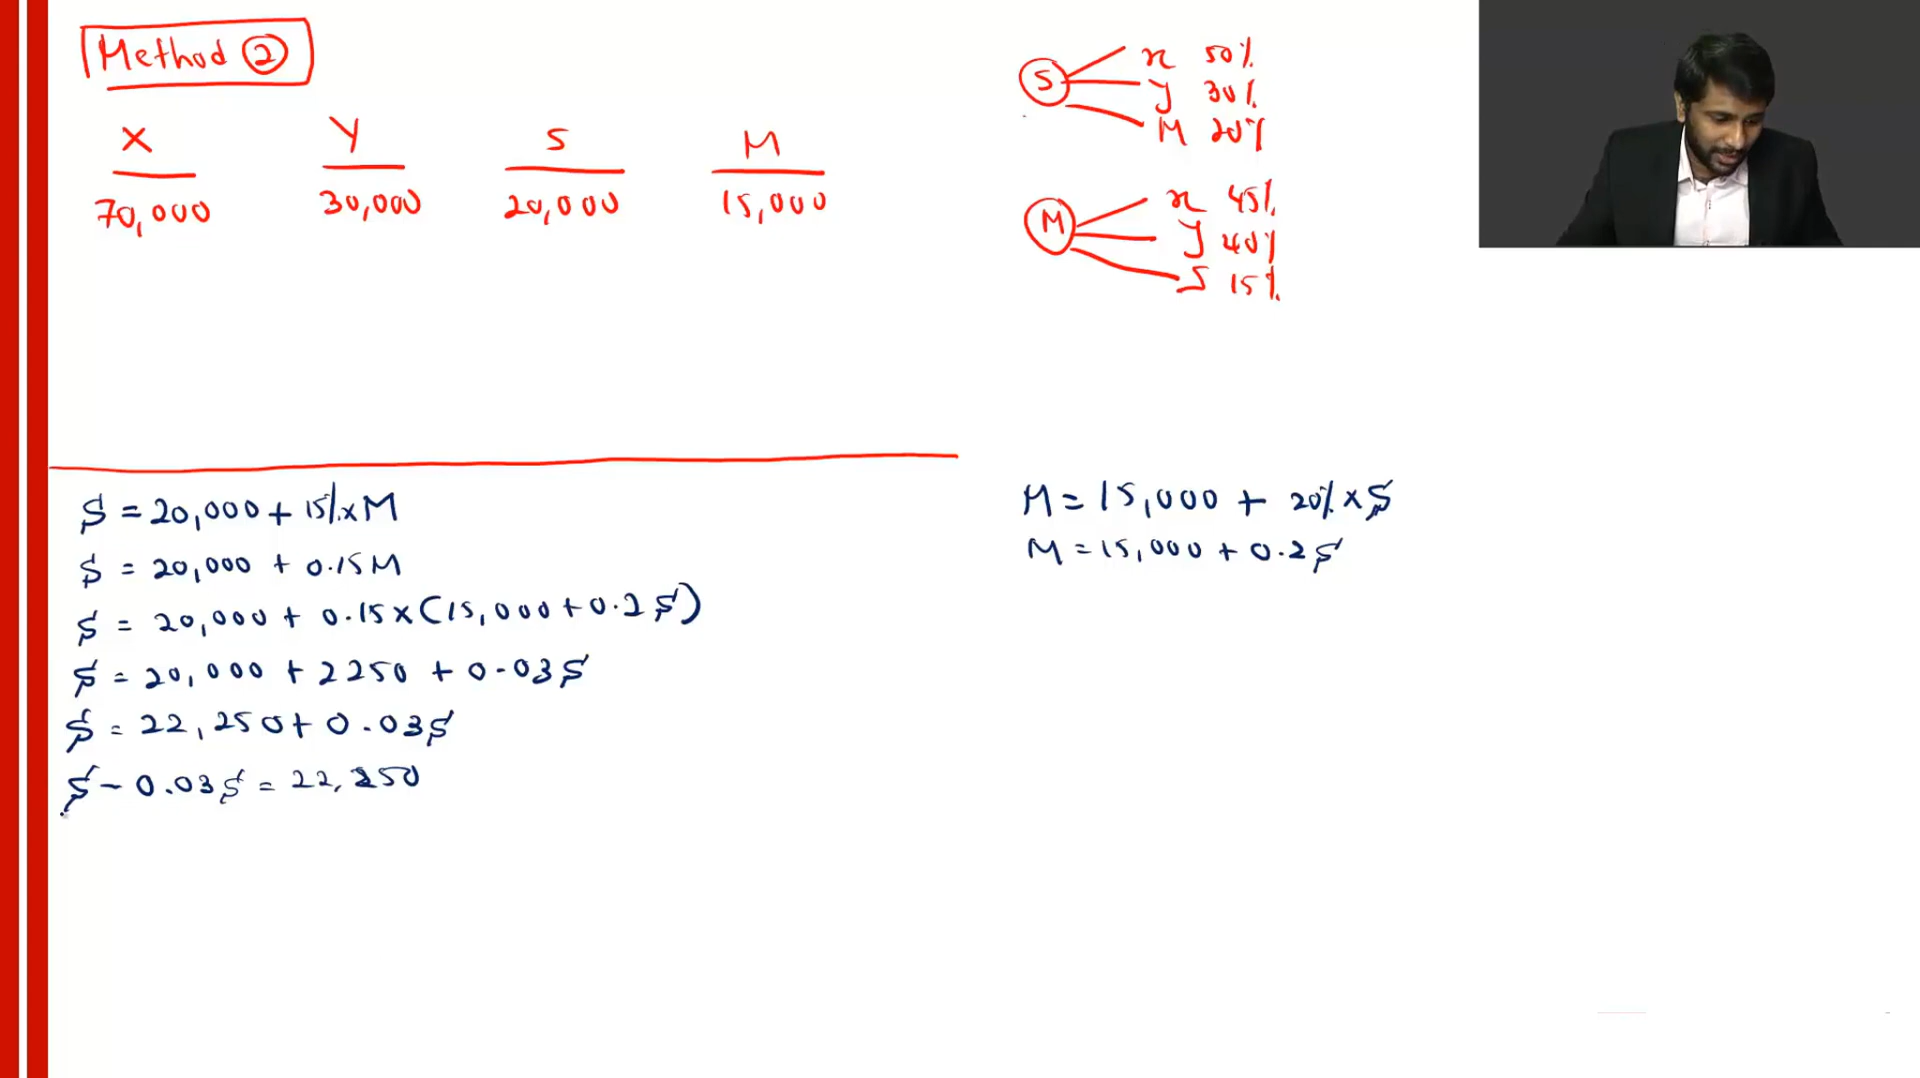 Method 2
X Y S M
70,000 30,000 20,000 15,000
S
x 50%
y 30%
M 20%
M
x 45%
y 40%
S 15%
S = 20,000 + 15% x M
S = 20,000 + 0.15M
S = 20,000 + 0.15 x (15,000 + 0.2 S)
S = 20,000 + 2250 + 0.03 S
S = 22,250 + 0.03 S
S - 0.03 S = 22,250
M = 15,000 + 20% x S
M = 15,000 + 0.2 S